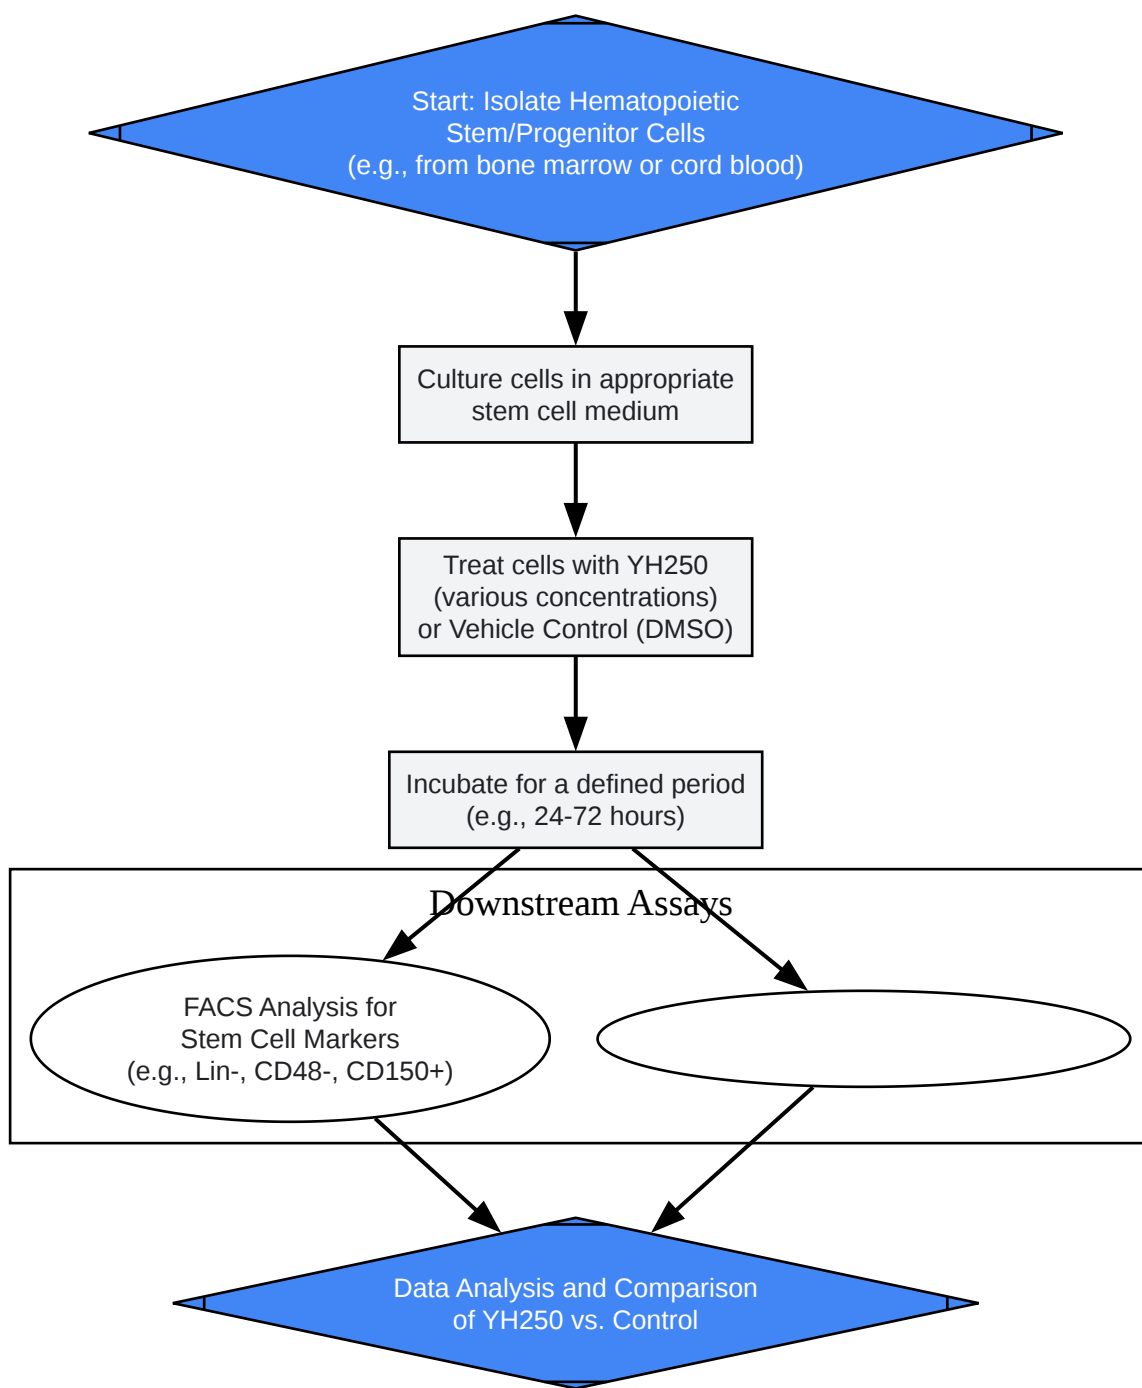 Start: Isolate Hematopoietic
Stem/Progenitor Cells
(e.g., from bone marrow or cord blood)
Culture cells in appropriate
stem cell medium
Treat cells with YH250
(various concentrations)
or Vehicle Control (DMSO)
Incubate for a defined period
(e.g., 24-72 hours)
Downstream Assays
FACS Analysis for
Stem Cell Markers
(e.g., Lin-, CD48-, CD150+)
Data Analysis and Comparison
of YH250 vs. Control